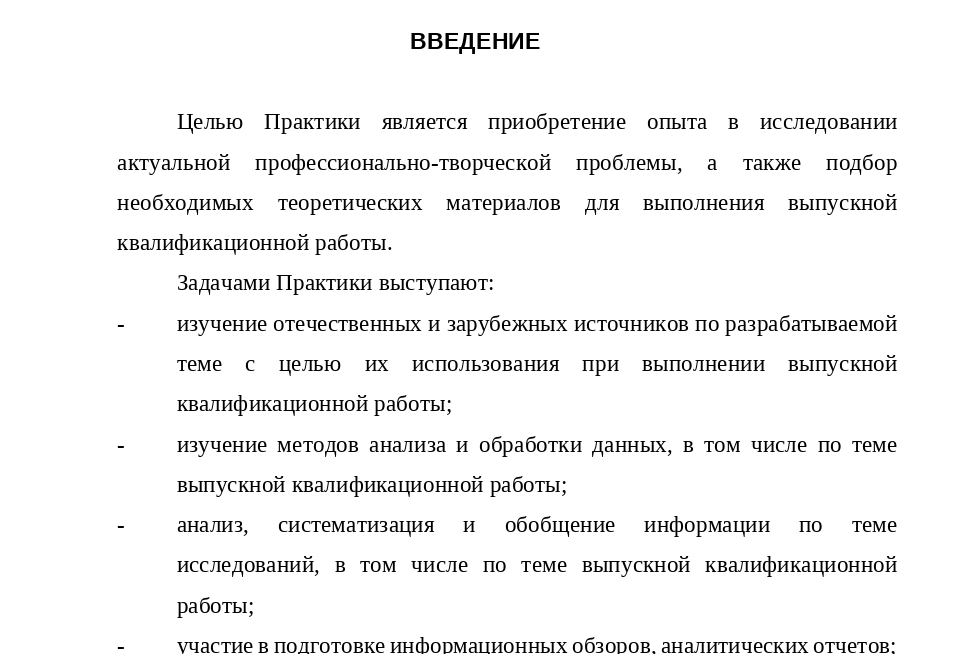 ВВЕДЕНИЕ
Целью Практики является приобретение опыта в исследовании
актуальной профессионально-творческой проблемы, а также подбор
необходимых теоретических материалов для выполнения выпускной
квалификационной работы.
Задачами Практики выступают:
- изучение отечественных и зарубежных источников по разрабатываемой
теме с целью их использования при выполнении выпускной
квалификационной работы;
- изучение методов анализа и обработки данных, в том числе по теме
выпускной квалификационной работы;
- анализ, систематизация и обобщение информации по теме
исследований, в том числе по теме выпускной квалификационной
работы;
- участие в подготовке информационных обзоров, аналитических отчетов;